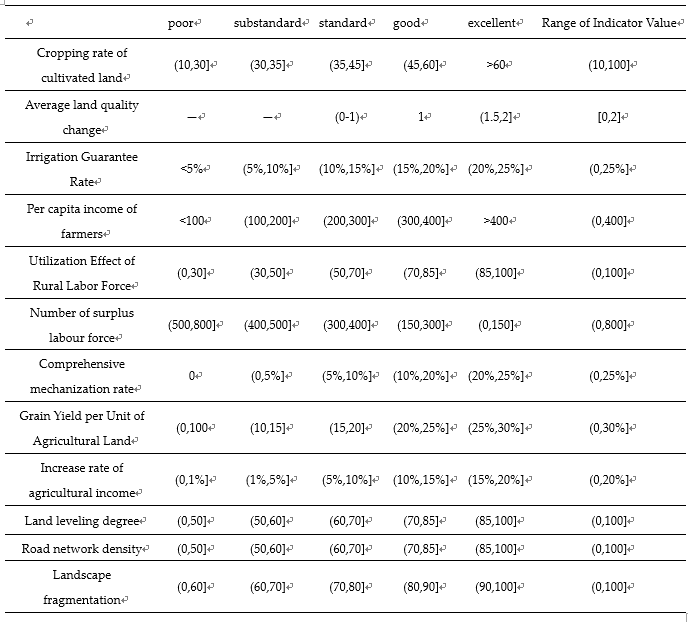 poor substandard standard good excellent Range of Indicator Value
Cropping rate of
cultivated land (10,30] (30,35] (35,45] (45,60] >60 (10,100]
Average land quality
change — — (0-1) 1 (1.5,2] [0,2]
Irrigation Guarantee
Rate <5% (5%,10%] (10%,15%] (15%,20%] (20%,25%] (0,25%]
Per capita income of
farmers <100 (100,200] (200,300] (300,400] >400 (0,400]
Utilization Effect of
Rural Labor Force (0,30] (30,50] (50,70] (70,85] (85,100] (0,100]
Number of surplus
labour force (500,800] (400,500] (300,400] (150,300] (0,150] (0,800]
Comprehensive
mechanization rate 0 (0,5%] (5%,10%] (10%,20%] (20%,25%] (0,25%]
Grain Yield per Unit of
Agricultural Land (0,100 (10,15] (15,20] (20%,25%] (25%,30%] (0,30%]
Increase rate of
agricultural income (0,1%] (1%,5%] (5%,10%] (10%,15%] (15%,20%] (0,20%]
Land leveling degree (0,50] (50,60] (60,70] (70,85] (85,100] (0,100]
Road network density (0,50] (50,60] (60,70] (70,85] (85,100] (0,100]
Landscape
fragmentation (0,60] (60,70] (70,80] (80,90] (90,100] (0,100]